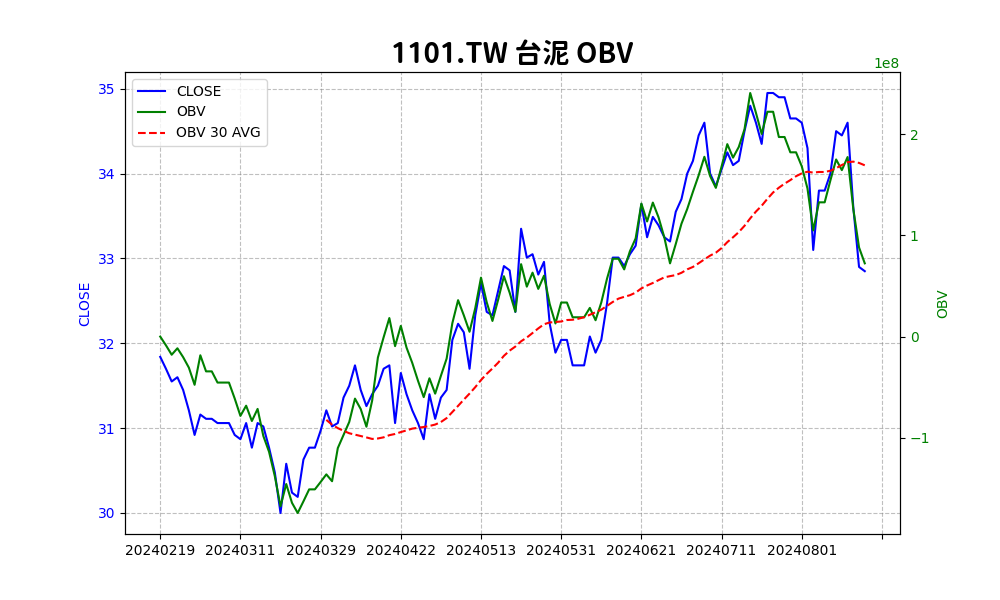 1101.TW 台泥 OBV
1e8
CLOSE
OBV
OBV 30 AVG
35
34
33
32
31
30
CLOSE
2
1
0
−1
OBV
20240219 20240311 20240329 20240422 20240513 20240531 20240621 20240711 20240801